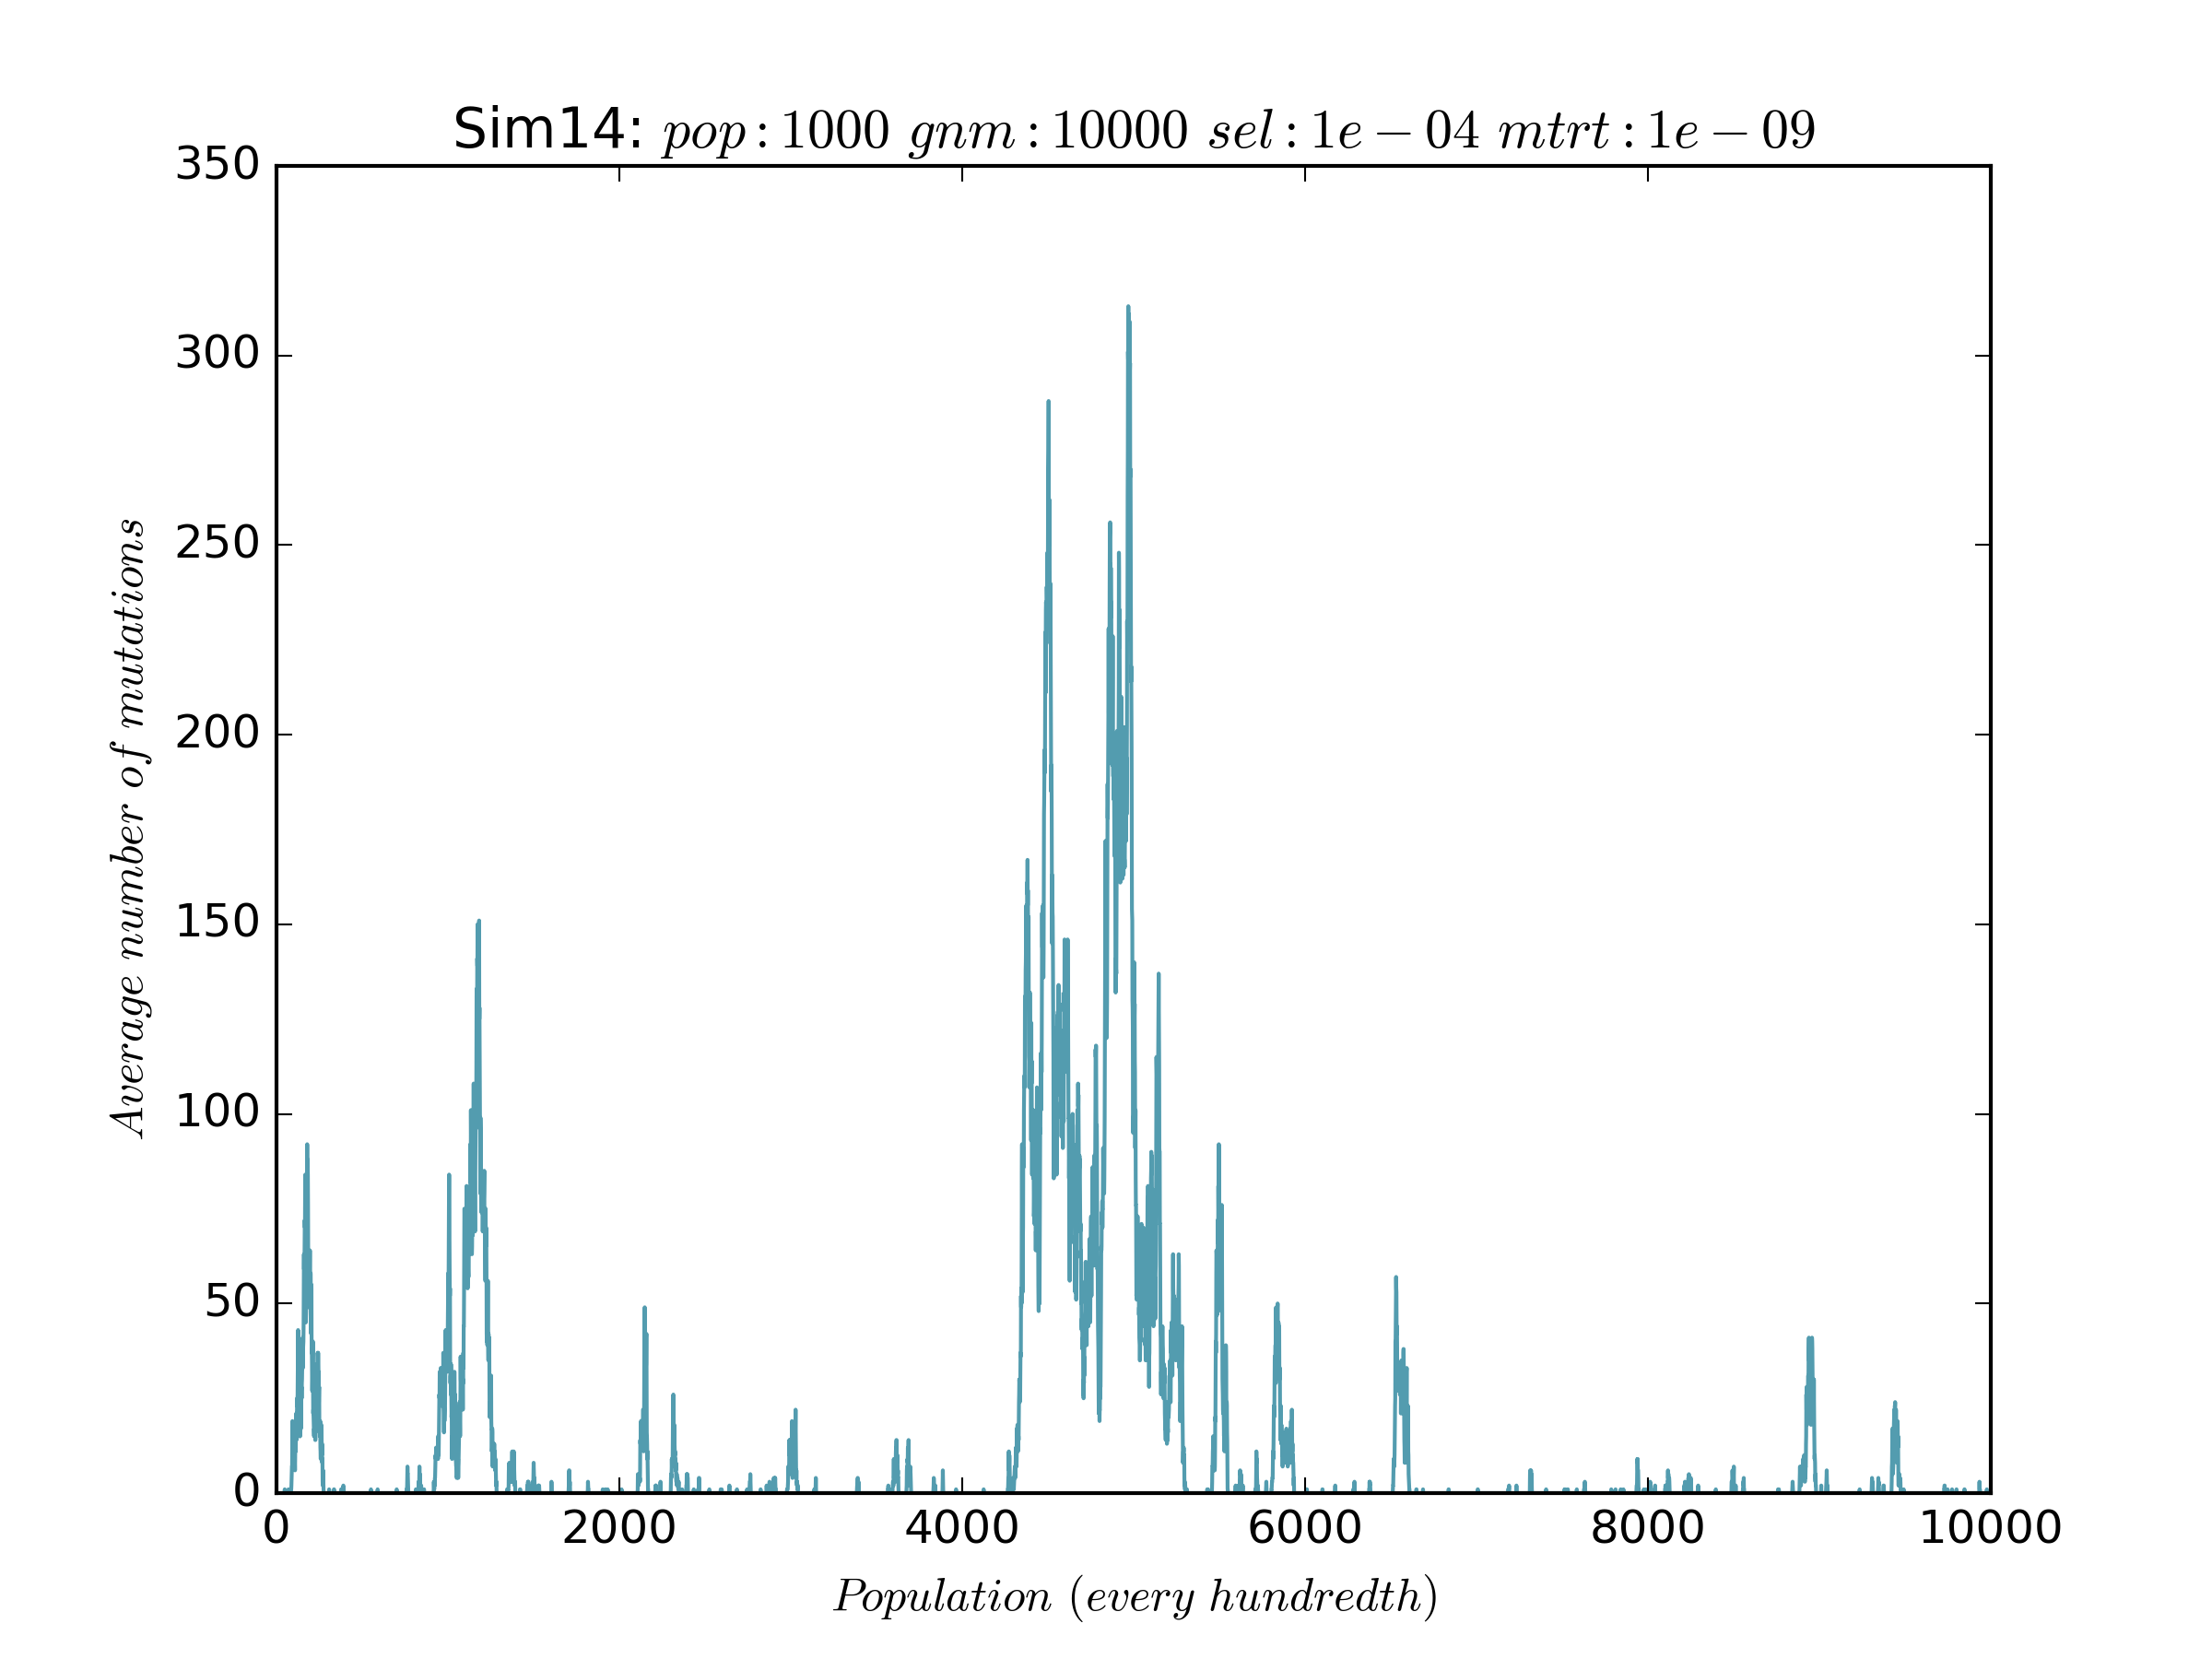 Sim14: pop : 1000 gnm : 10000 sel : 1e − 04 mtrt : 1e − 09
350
300
250
200
150
100
50
0
Average number of mutations
0 2000 4000 6000 8000 10000
Population (every hundredth)